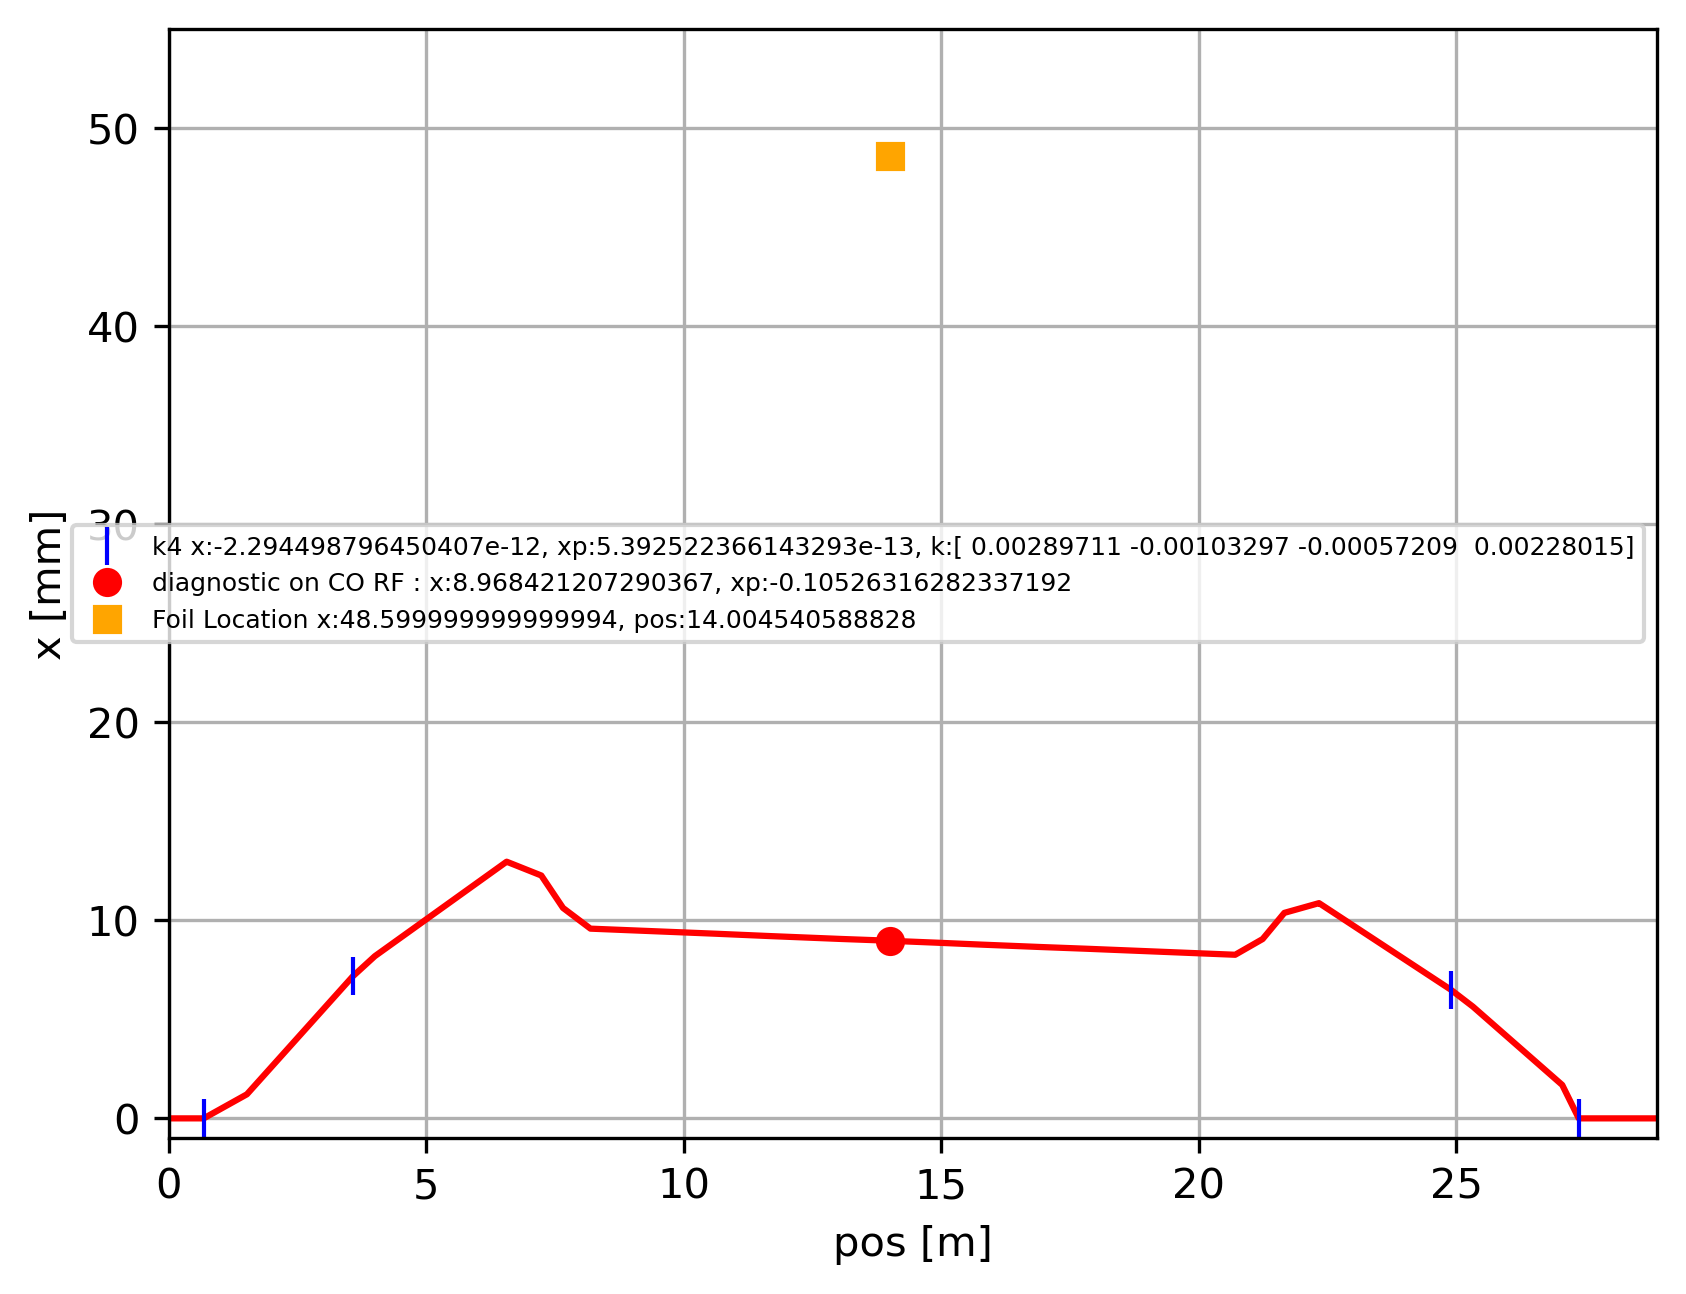 50
40
30
k4 x:-2.294498796450407e-12, xp:5.392522366143293e-13, k:[ 0.00289711 -0.00103297 -0.00057209  0.00228015]
diagnostic on CO RF : x:8.968421207290367, xp:-0.10526316282337192
Foil Location x:48.599999999999994, pos:14.004540588828
x [mm]
20
10
0
0 5 10 15 20 25
pos [m]